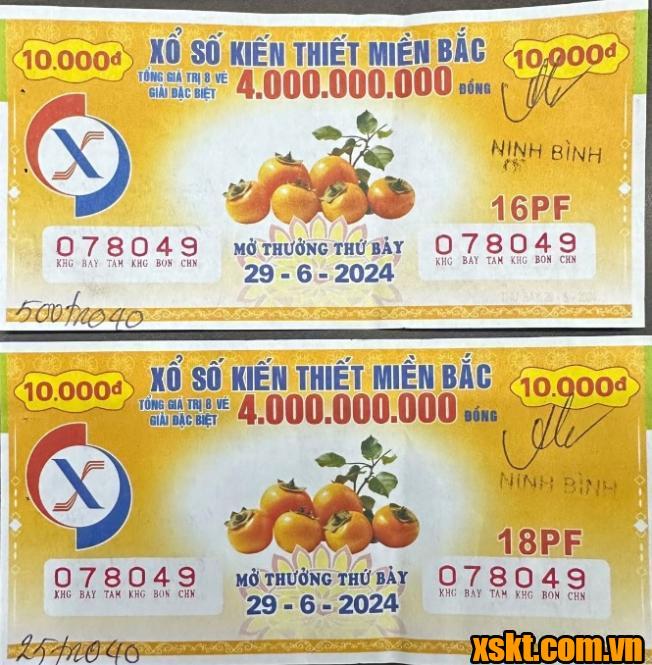 10.000đ
XỔ SỐ KIẾN THIẾT MIỀN BẮC
10.000đ
TỔNG GIÁ TRỊ 8 VÉ
GIẢI ĐẶC BIỆT
4.000.000.000 ĐỒNG
X
NINH BÌNH
16PF
078049
KHG BAY TAM KHG BON CHN
MỞ THƯỞNG THỨ BẢY
29 - 6 - 2024
078049
KHG BAY TAM KHG BON CHN
10.000đ
XỔ SỐ KIẾN THIẾT MIỀN BẮC
10.000đ
TỔNG GIÁ TRỊ 8 VÉ
GIẢI ĐẶC BIỆT
4.000.000.000 ĐỒNG
X
NINH BÌNH
18PF
078049
KHG BAY TAM KHG BON CHN
MỞ THƯỞNG THỨ BẢY
29 - 6 - 2024
078049
KHG BAY TAM KHG BON CHN
xskt.com.vn